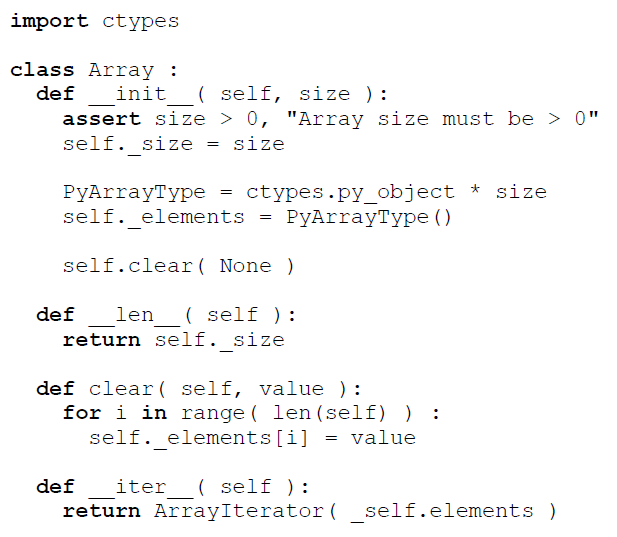 import ctypes
class Array :
def __init__( self, size ):
assert size > 0, "Array size must be > 0"
self._size = size
PyArrayType = ctypes.py_object * size
self._elements = PyArrayType()
self.clear( None )
def __len__( self ):
return self._size
def clear( self, value ):
for i in range( len(self) ) :
self._elements[i] = value
def __iter__( self ):
return ArrayIterator( _self.elements )